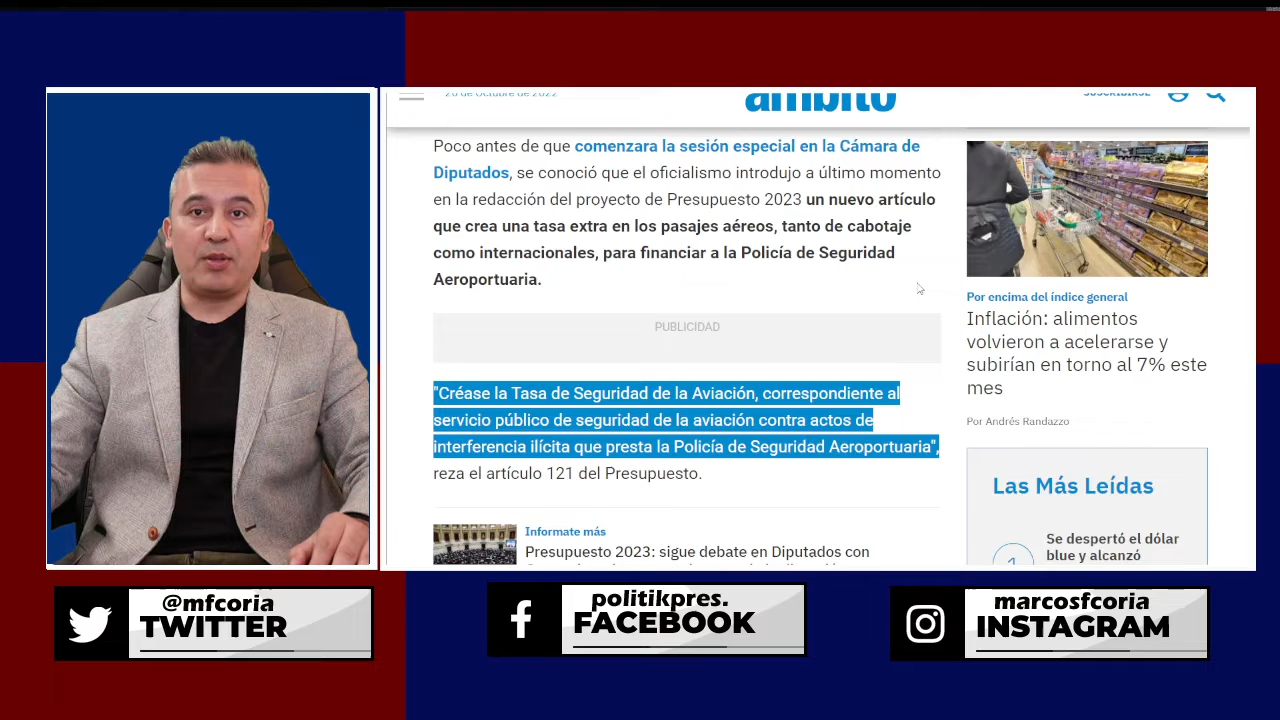 26 de Octubre de 2022
ámbito
SUSCRIBIRSE
Poco antes de que comenzara la sesión especial en la Cámara de
Diputados, se conoció que el oficialismo introdujo a último momento
en la redacción del proyecto de Presupuesto 2023 un nuevo artículo
que crea una tasa extra en los pasajes aéreos, tanto de cabotaje
como internacionales, para financiar a la Policía de Seguridad
Aeroportuaria.
PUBLICIDAD
"Créase la Tasa de Seguridad de la Aviación, correspondiente al
servicio público de seguridad de la aviación contra actos de
interferencia ilícita que presta la Policía de Seguridad Aeroportuaria",
reza el artículo 121 del Presupuesto.
Informate más
Presupuesto 2023: sigue debate en Diputados con
Por encima del índice general
Inflación: alimentos
volvieron a acelerarse y
subirían en torno al 7% este
mes
Por Andrés Randazzo
Las Más Leídas
1
Se despertó el dólar
blue y alcanzó
@mfcoria
TWITTER
politikpres.
FACEBOOK
marcosfcoria
INSTAGRAM